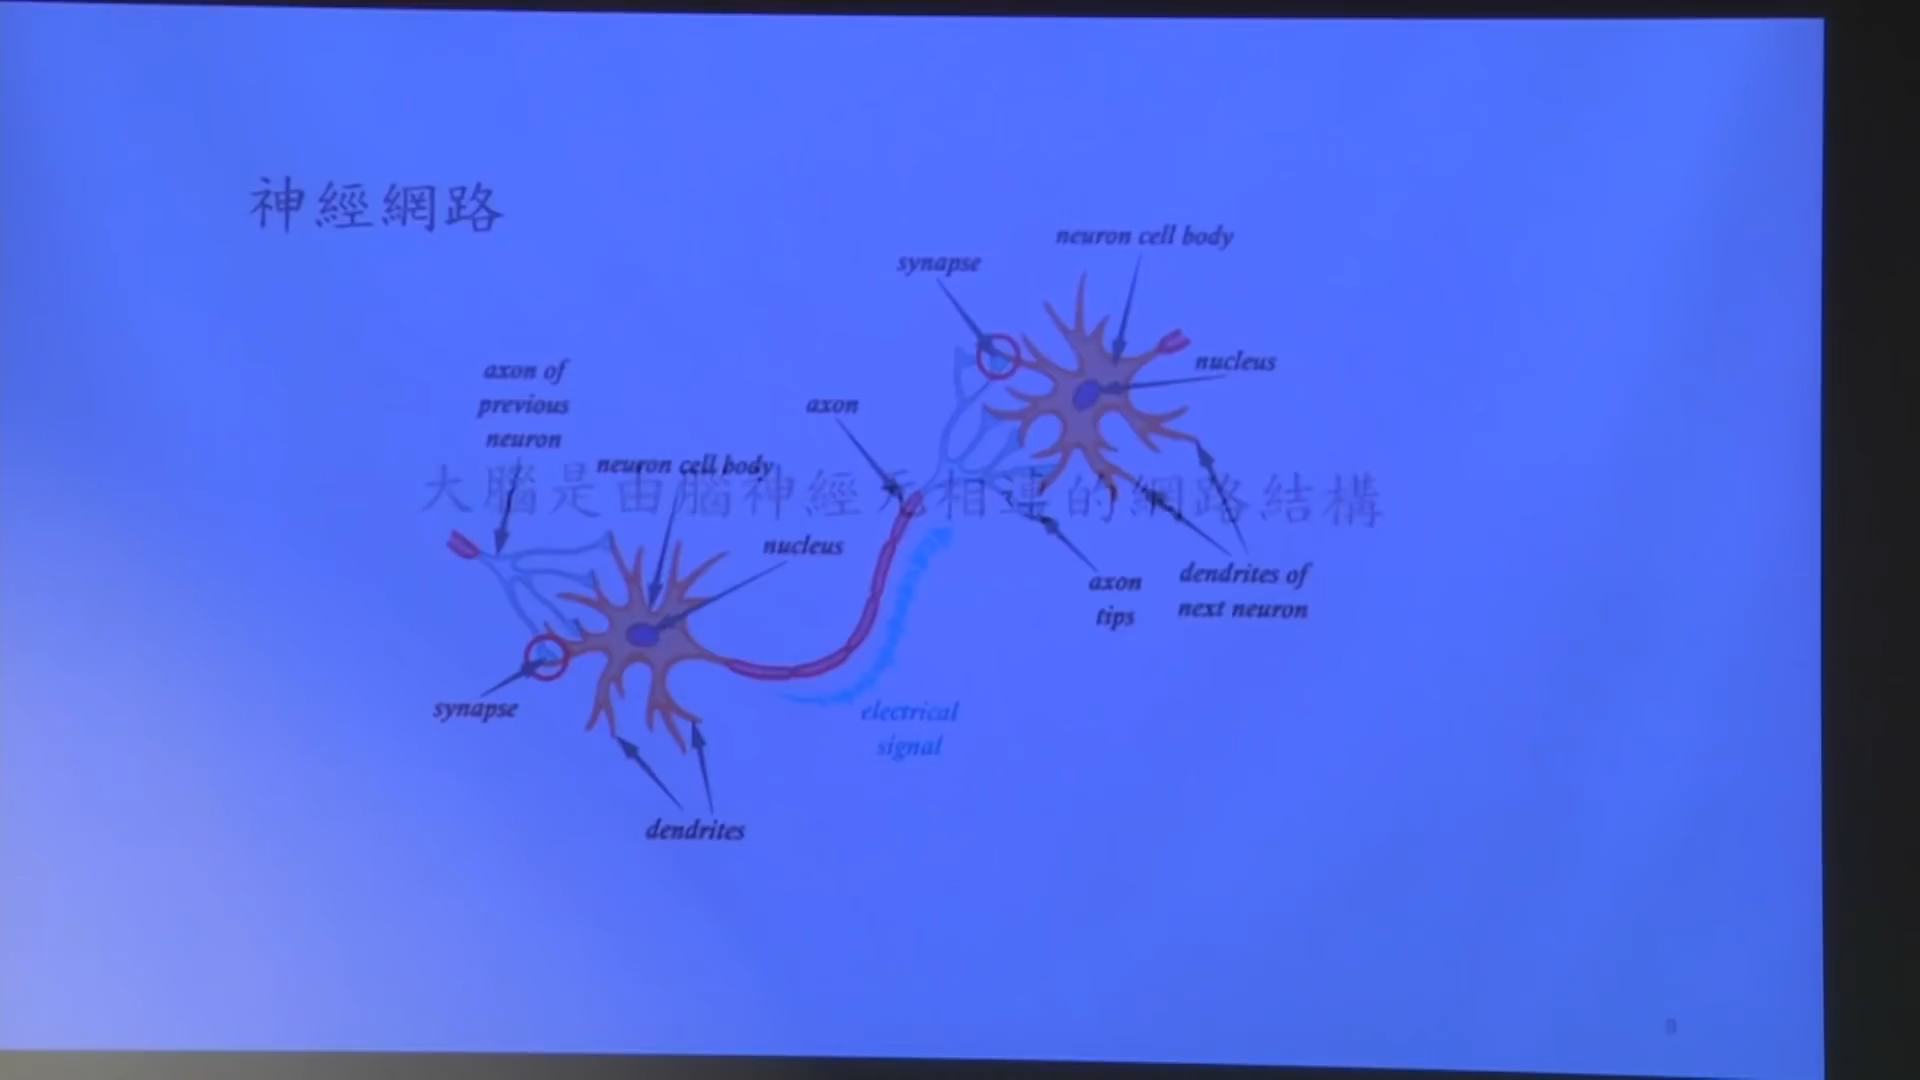 神經網路
neuron cell body
synapse
nucleus
axon of
previous
neuron
axon
neuron cell body
大腦是由腦神經元相連的網路結構
nucleus
axon
tips
dendrites of
next neuron
synapse
electrical
signal
dendrites